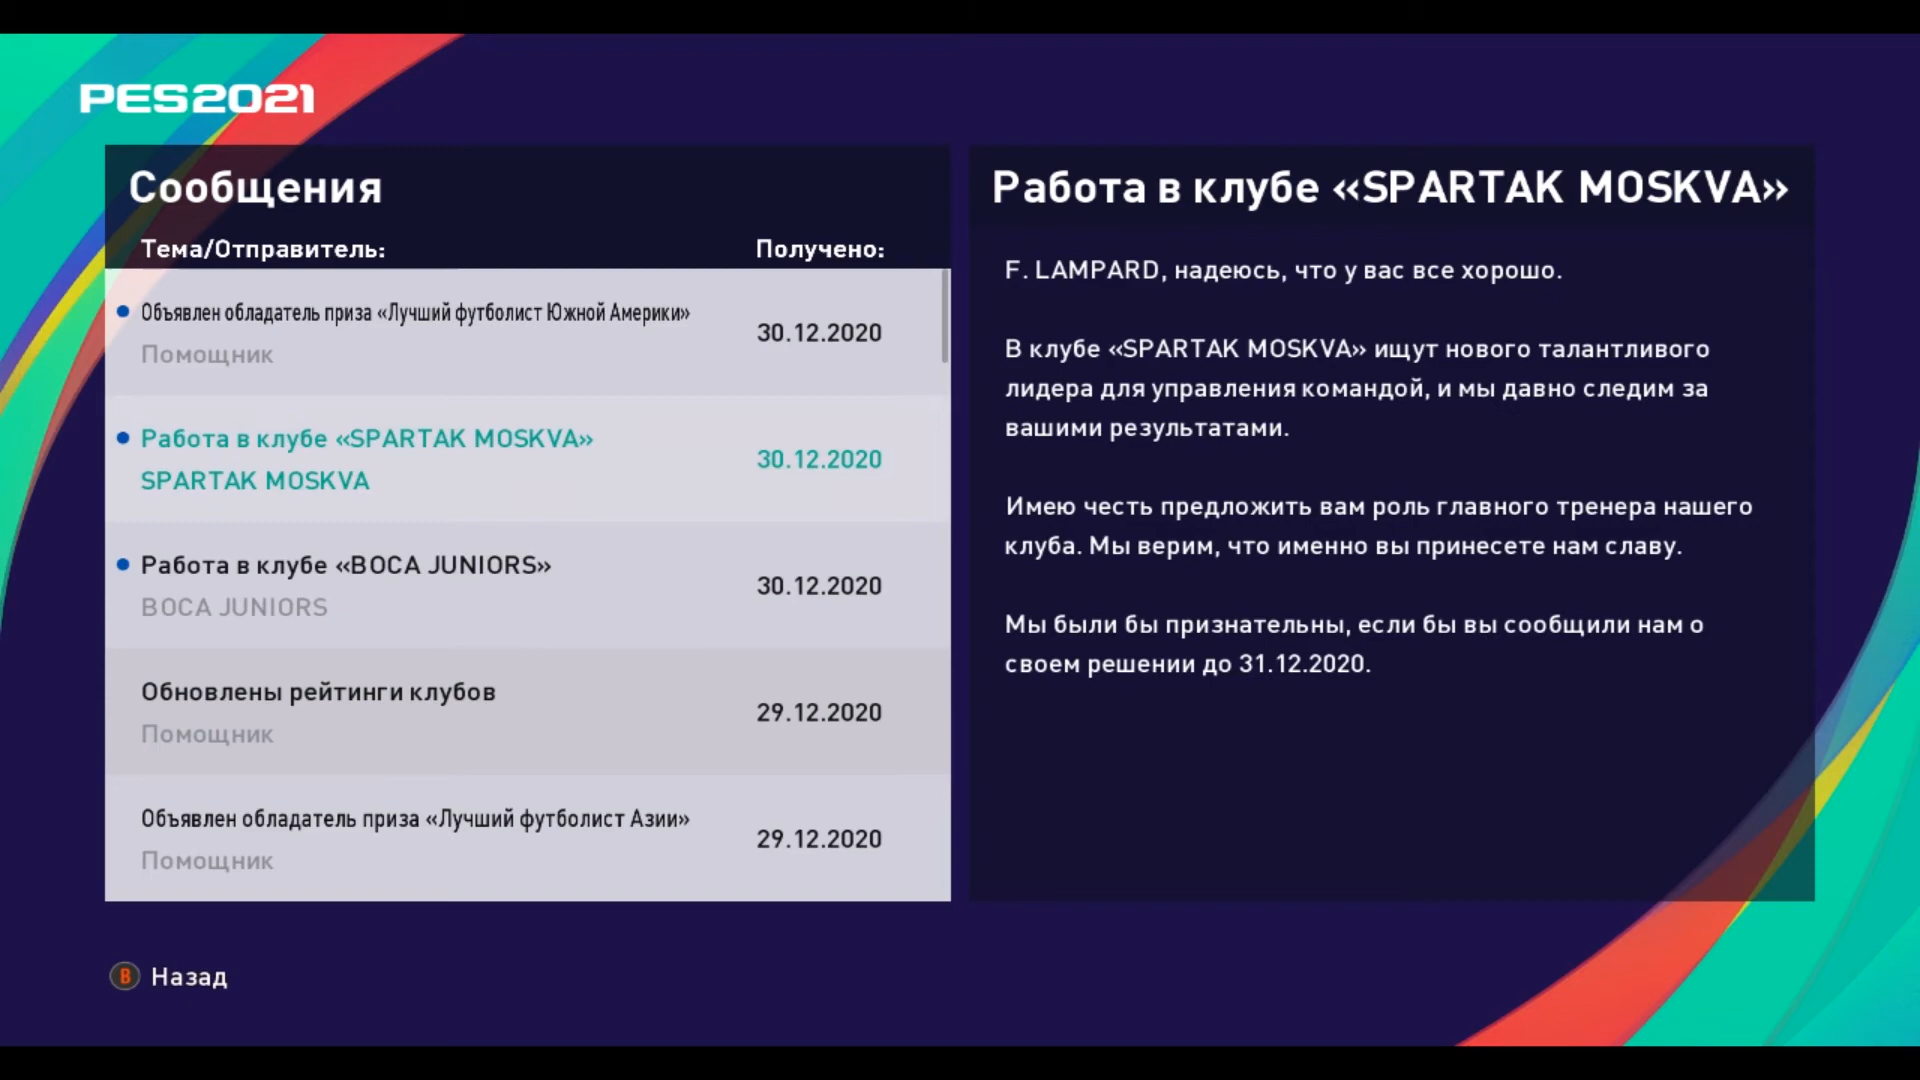 PES2021
Сообщения
Тема/Отправитель:
Получено:
Объявлен обладатель приза «Лучший футболист Южной Америки»
Помощник
30.12.2020
Работа в клубе «SPARTAK MOSKVA»
SPARTAK MOSKVA
30.12.2020
Работа в клубе «BOCA JUNIORS»
BOCA JUNIORS
30.12.2020
Обновлены рейтинги клубов
Помощник
29.12.2020
Объявлен обладатель приза «Лучший футболист Азии»
Помощник
29.12.2020
Работа в клубе «SPARTAK MOSKVA»
F. LAMPARD, надеюсь, что у вас все хорошо.
В клубе «SPARTAK MOSKVA» ищут нового талантливого
лидера для управления командой, и мы давно следим за
вашими результатами.
Имею честь предложить вам роль главного тренера нашего
клуба. Мы верим, что именно вы принесете нам славу.
Мы были бы признательны, если бы вы сообщили нам о
своем решении до 31.12.2020.
B Назад